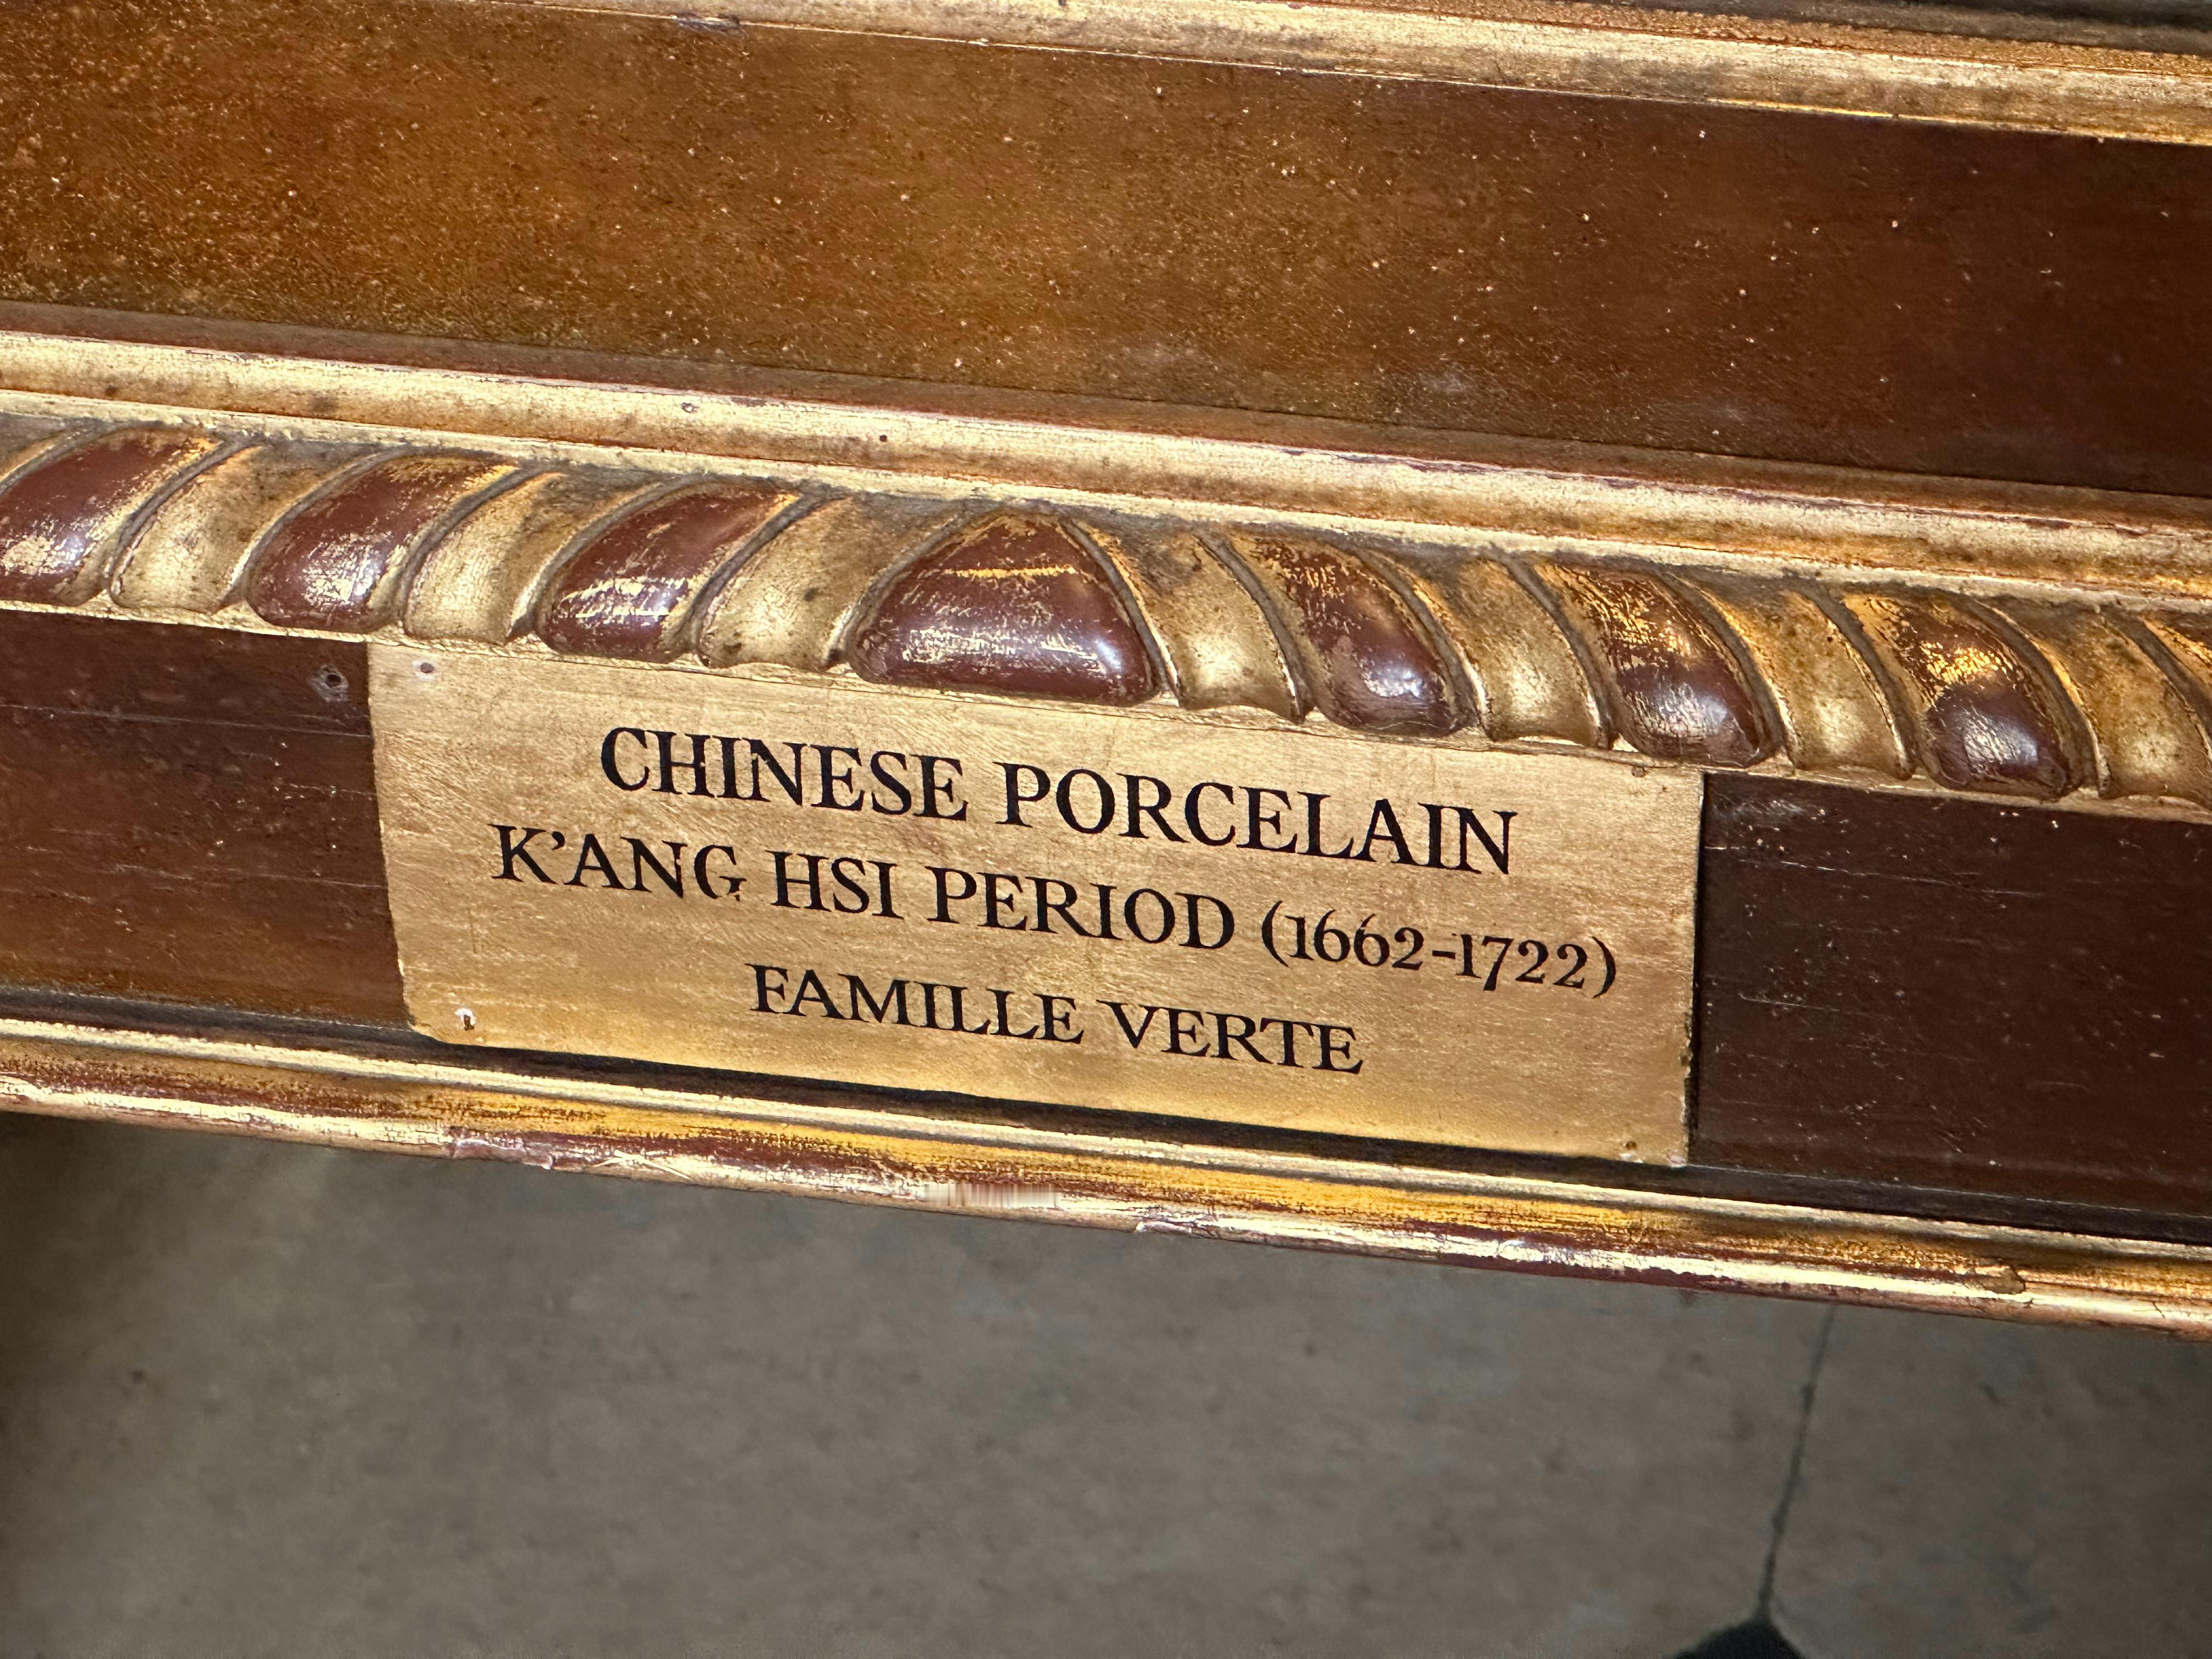 CHINESE PORCELAIN
K'ANG HSI PERIOD (1662-1722)
FAMILLE VERTE